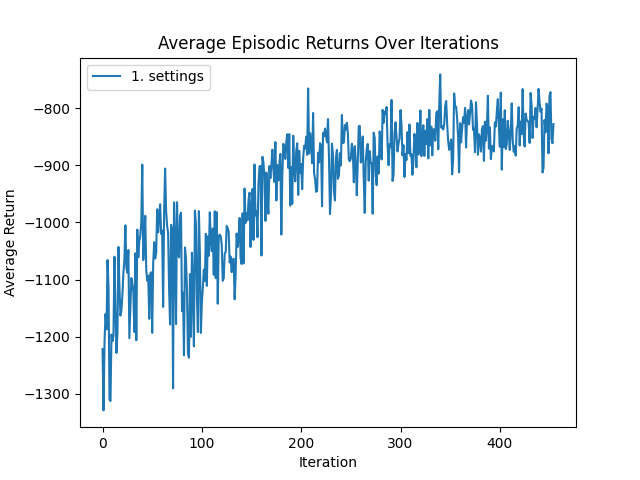 Average Episodic Returns Over Iterations
1. settings
−800
−900
−1000
−1100
−1200
−1300
Average Return
0 100 200 300 400
Iteration